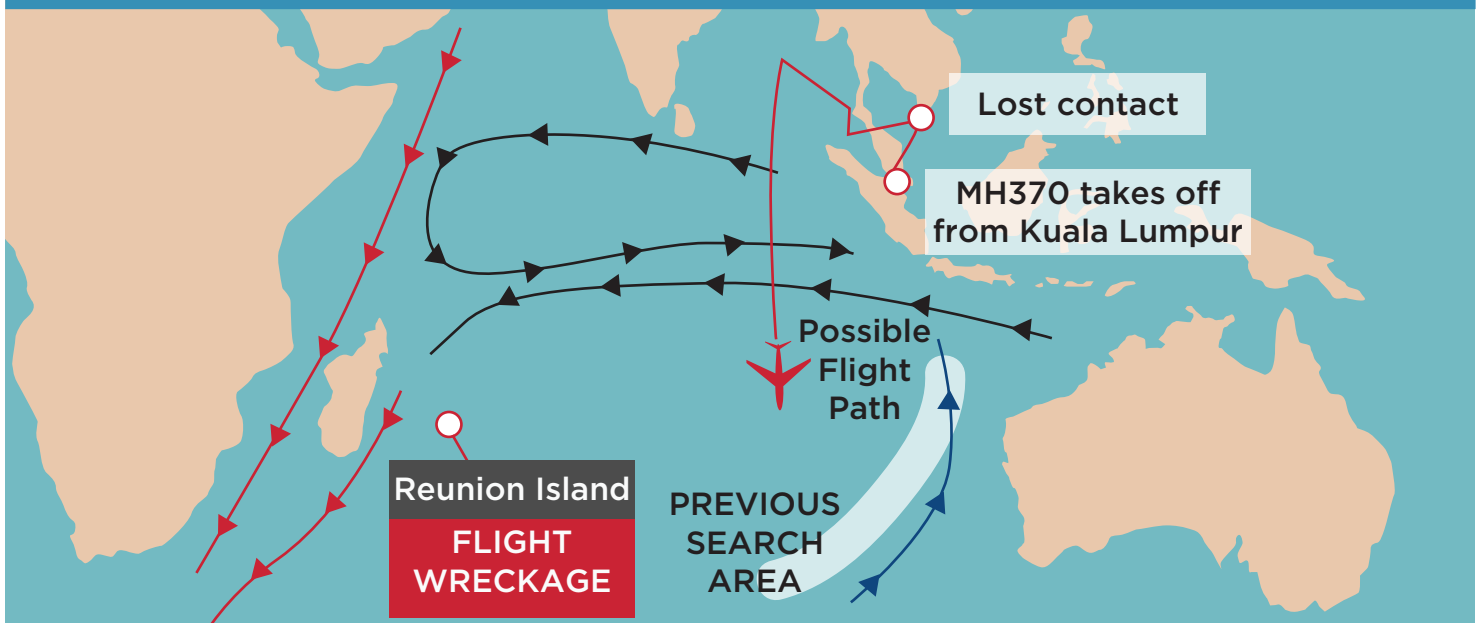 Lost contact
MH370 takes off
from Kuala Lumpur
Possible
Flight
Path
Reunion Island
FLIGHT
WRECKAGE
PREVIOUS
SEARCH
AREA